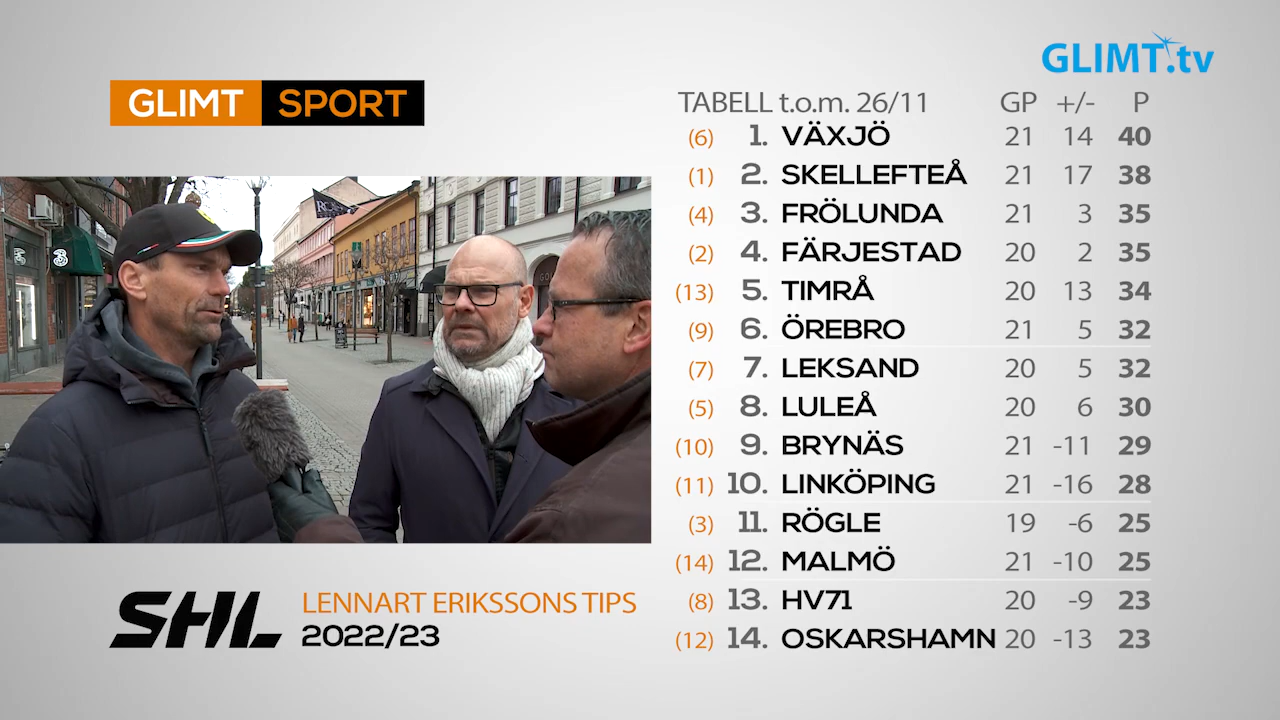 GLIMT.tv
GLIMT SPORT
TABELL t.o.m. 26/11 GP +/- P
(6) 1. VÄXJÖ 21 14 40
(1) 2. SKELLEFTEÅ 21 17 38
(4) 3. FRÖLUNDA 21 3 35
(2) 4. FÄRJESTAD 20 2 35
(13) 5. TIMRÅ 20 13 34
(9) 6. ÖREBRO 21 5 32
(7) 7. LEKSAND 20 5 32
(5) 8. LULEÅ 20 6 30
(10) 9. BRYNÄS 21 -11 29
(11) 10. LINKÖPING 21 -16 28
(3) 11. RÖGLE 19 -6 25
(14) 12. MALMÖ 21 -10 25
(8) 13. HV71 20 -9 23
(12) 14. OSKARSHAMN 20 -13 23
3
SHL LENNART ERIKSSONS TIPS
2022/23